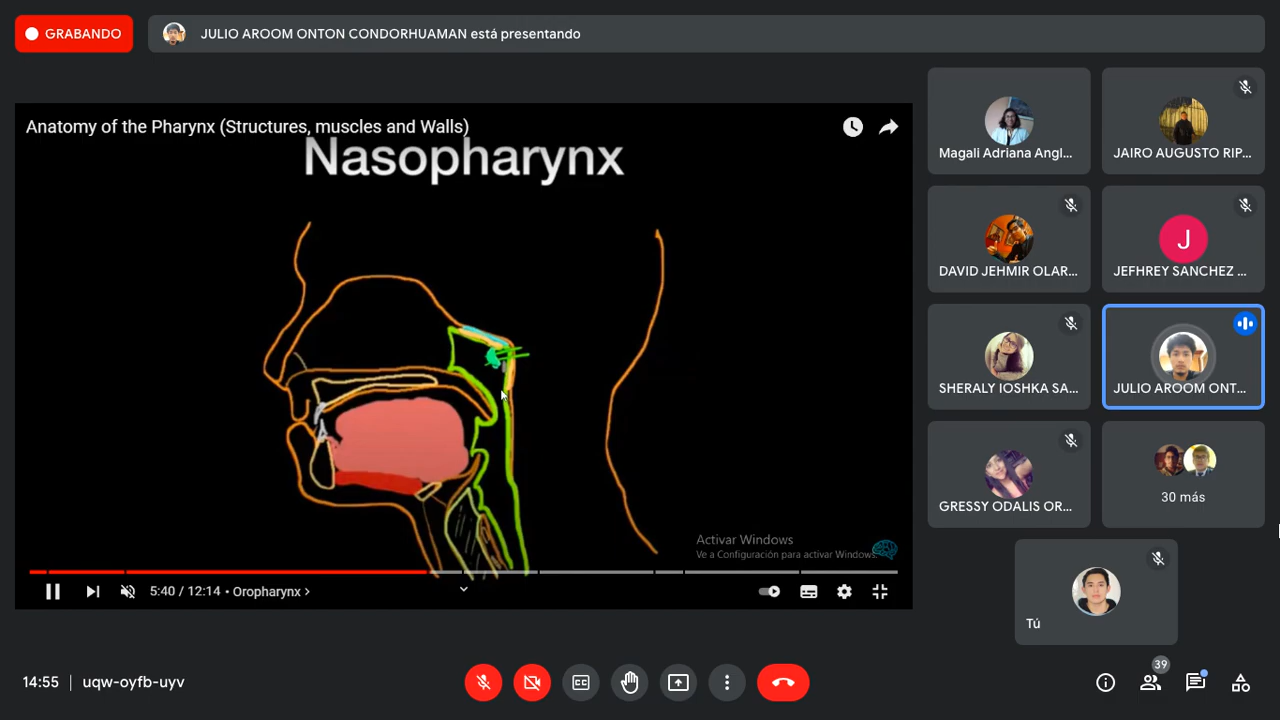 GRABANDO
JULIO AROOM ONTON CONDORHUAMAN está presentando
Anatomy of the Pharynx (Structures, muscles and Walls)
Nasopharynx
Activar Windows
Ve a Configuración para activar Windows.
5:40 / 12:14 • Oropharynx
Magali Adriana Angl...
JAIRO AUGUSTO RIP...
DAVID JEHMIR OLAR...
J
JEFHREY SANCHEZ ...
SHERALY IOSHKA SA...
JULIO AROOM ONT...
GRESSY ODALIS OR...
30 más
Tú
14:55 | uqw-oyfb-uyv
CC
39